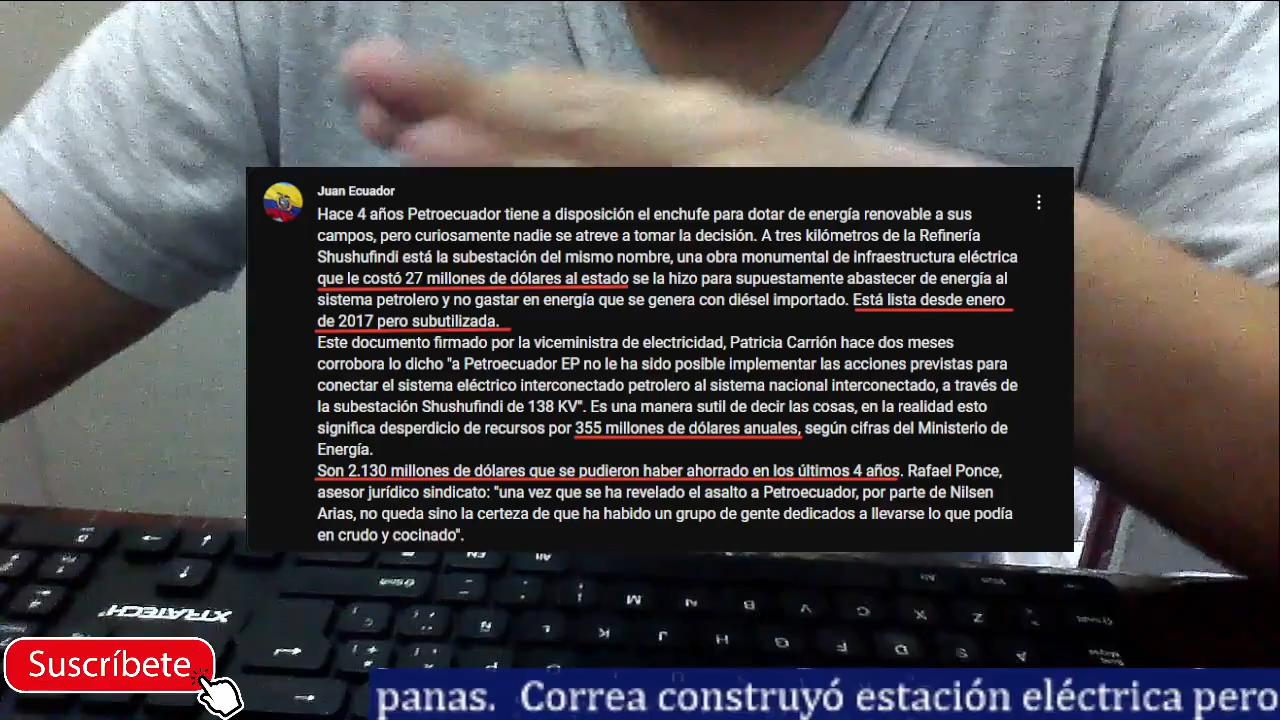 Juan Ecuador
Hace 4 años Petroecuador tiene a disposición el enchufe para dotar de energía renovable a sus
campos, pero curiosamente nadie se atreve a tomar la decisión. A tres kilómetros de la Refinería
Shushufindi está la subestación del mismo nombre, una obra monumental de infraestructura eléctrica
que le costó 27 millones de dólares al estado se la hizo para supuestamente abastecer de energía al
sistema petrolero y no gastar en energía que se genera con diésel importado. Está lista desde enero
de 2017 pero subutilizada.
Este documento firmado por la viceministra de electricidad, Patricia Carrión hace dos meses
corrobora lo dicho "a Petroecuador EP no le ha sido posible implementar las acciones previstas para
conectar el sistema eléctrico interconectado petrolero al sistema nacional interconectado, a través de
la subestación Shushufindi de 138 KV". Es una manera sutil de decir las cosas, en la realidad esto
significa desperdicio de recursos por 355 millones de dólares anuales, según cifras del Ministerio de
Energía.
Son 2.130 millones de dólares que se pudieron haber ahorrado en los últimos 4 años. Rafael Ponce,
asesor jurídico sindicato: "una vez que se ha revelado el asalto a Petroecuador, por parte de Nilsen
Arias, no queda sino la certeza de que ha habido un grupo de gente dedicados a llevarse lo que podía
en crudo y cocinado".
XTRATECH
M N B V C X Z
Ñ L K J H G F D S A
Suscríbete
panas. Correa construyó estación eléctrica pero